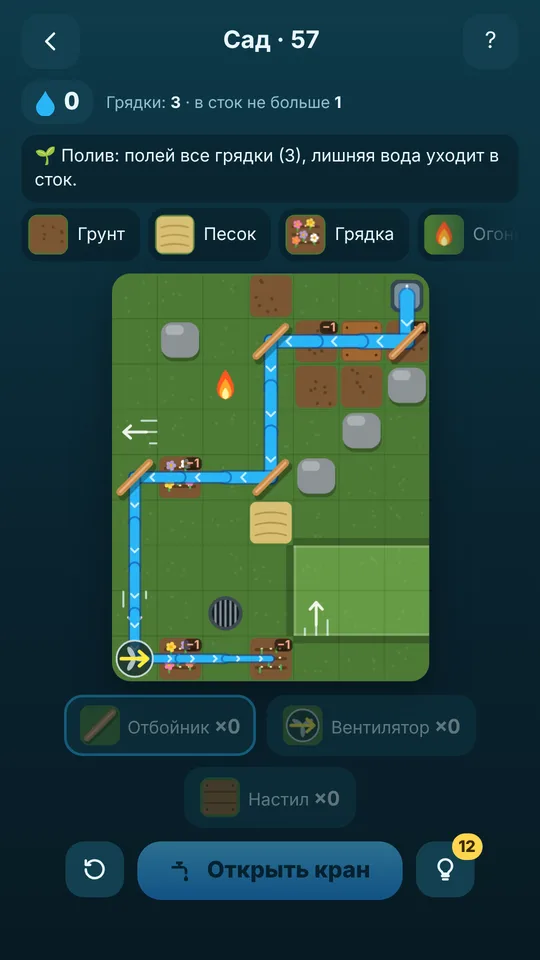 Сад · 57
?
0
Грядки: 3 · в сток не больше 1
🌱 Полив: полей все грядки (3), лишняя вода уходит в
сток.
Грунт
Песок
Грядка
Огон
−1
−1
−1
−1
Отбойник ×0
Вентилятор ×0
Настил ×0
12
Открыть кран